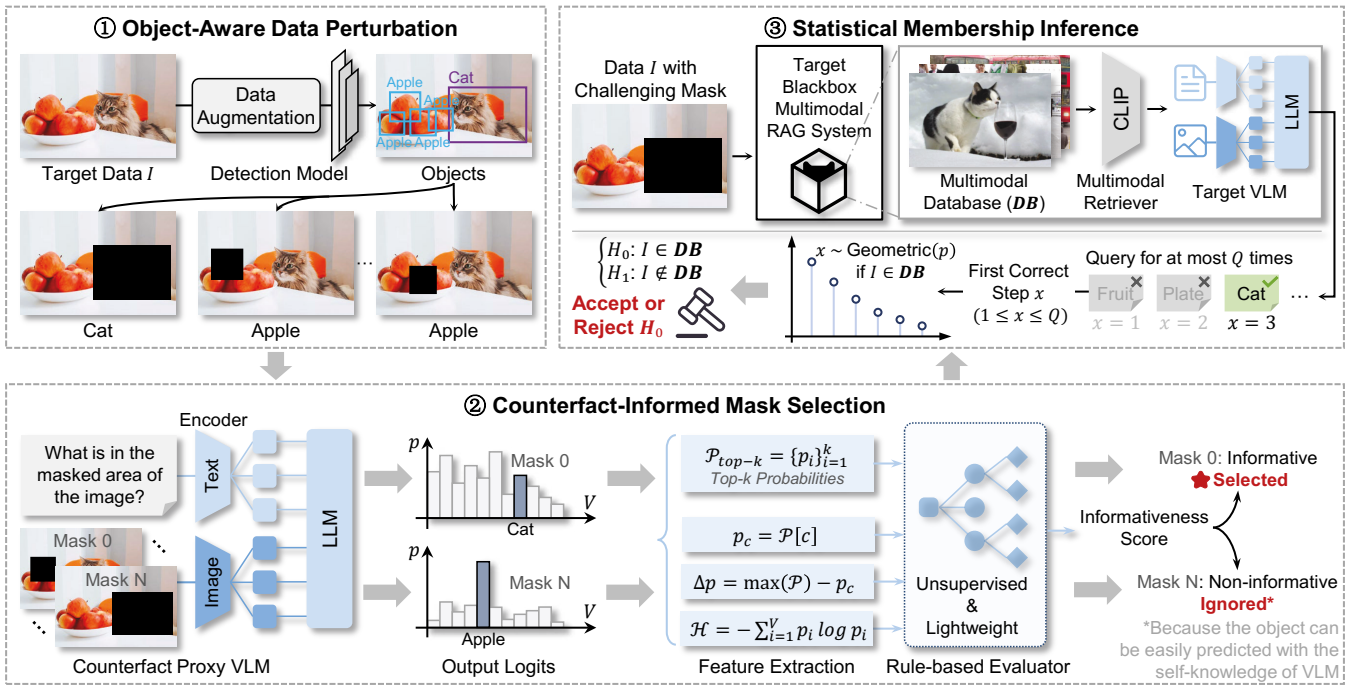 ① Object-Aware Data Perturbation
Data
Augmentation
Apple
Cat
Apple
Apple
Apple
Target Data I
Detection Model
Objects
...
Cat
Apple
Apple
③ Statistical Membership Inference
Data I with
Challenging Mask
Target
Blackbox
Multimodal
RAG System
CLIP
LLM
Multimodal
Database (DB)
Multimodal
Retriever
Target VLM
{H₀: I ∈ DB
H₁: I ∉ DB
Accept or
Reject H₀
x ~ Geometric(p)
if I ∈ DB
First Correct
Step x
(1 ≤ x ≤ Q)
Query for at most Q times
Fruit
Plate
Cat
...
x = 1
x = 2
x = 3
② Counterfact-Informed Mask Selection
What is in the
masked area of
the image?
Encoder
Text
Image
LLM
Mask 0
Mask N
Counterfact Proxy VLM
p
Mask 0
V
Cat
p
Mask N
V
Apple
Output Logits
𝒫ₜₒₚ₋ₖ = {pᵢ}ᵏᵢ₌₁
Top-k Probabilities
p_c = 𝒫[c]
Δp = max(𝒫) − p_c
ℋ = −∑ᵢ₌₁ⱽ pᵢ log pᵢ
Feature Extraction
Unsupervised
&
Lightweight
Rule-based Evaluator
Mask 0: Informative
Selected
Informativeness
Score
Mask N: Non-informative
Ignored*
*Because the object can
be easily predicted with the
self-knowledge of VLM